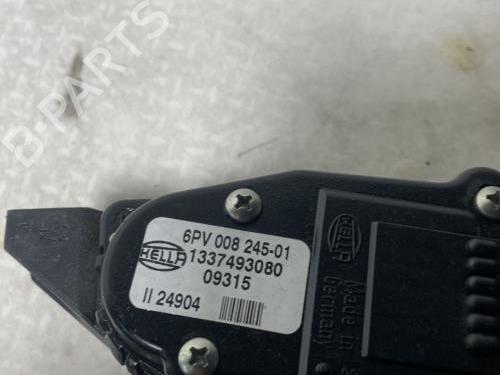 B-PARTS
6PV 008 245-01
HELLA
1337493080
09315
II 24904
HELLA
Made in
Germany